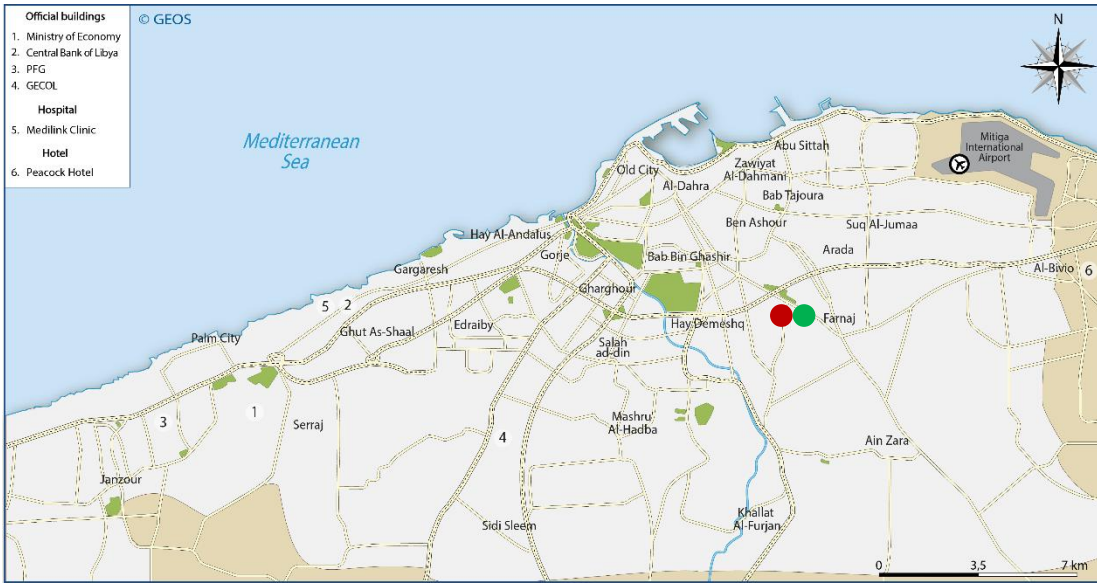 Official buildings
1. Ministry of Economy
2. Central Bank of Libya
3. PFG
4. GECOL
Hospital
5. Medilink Clinic
Hotel
6. Peacock Hotel
© GEOS
N
Mediterranean
Sea
Mitiga
International
Airport
Abu Sittah
Old City
Zawiyat
Al-Dahmani
Al-Dahra
Bab Tajoura
Ben Ashour
Suq Al-Jumaa
Hay Al-Andalus
Gorje
Bab Bin Ghashir
Arada
Gargaresh
Al-Bivio
6
Gharghour
5
2
Ghut As-Shaal
Edraiby
Hay Demeshq
Farnaj
Palm City
Salah
ad-din
1
3
Serraj
Mashru
Al-Hadba
4
Ain Zara
Janzour
Sidi Sleem
Khallat
Al-Furjan
0 3,5 7 km